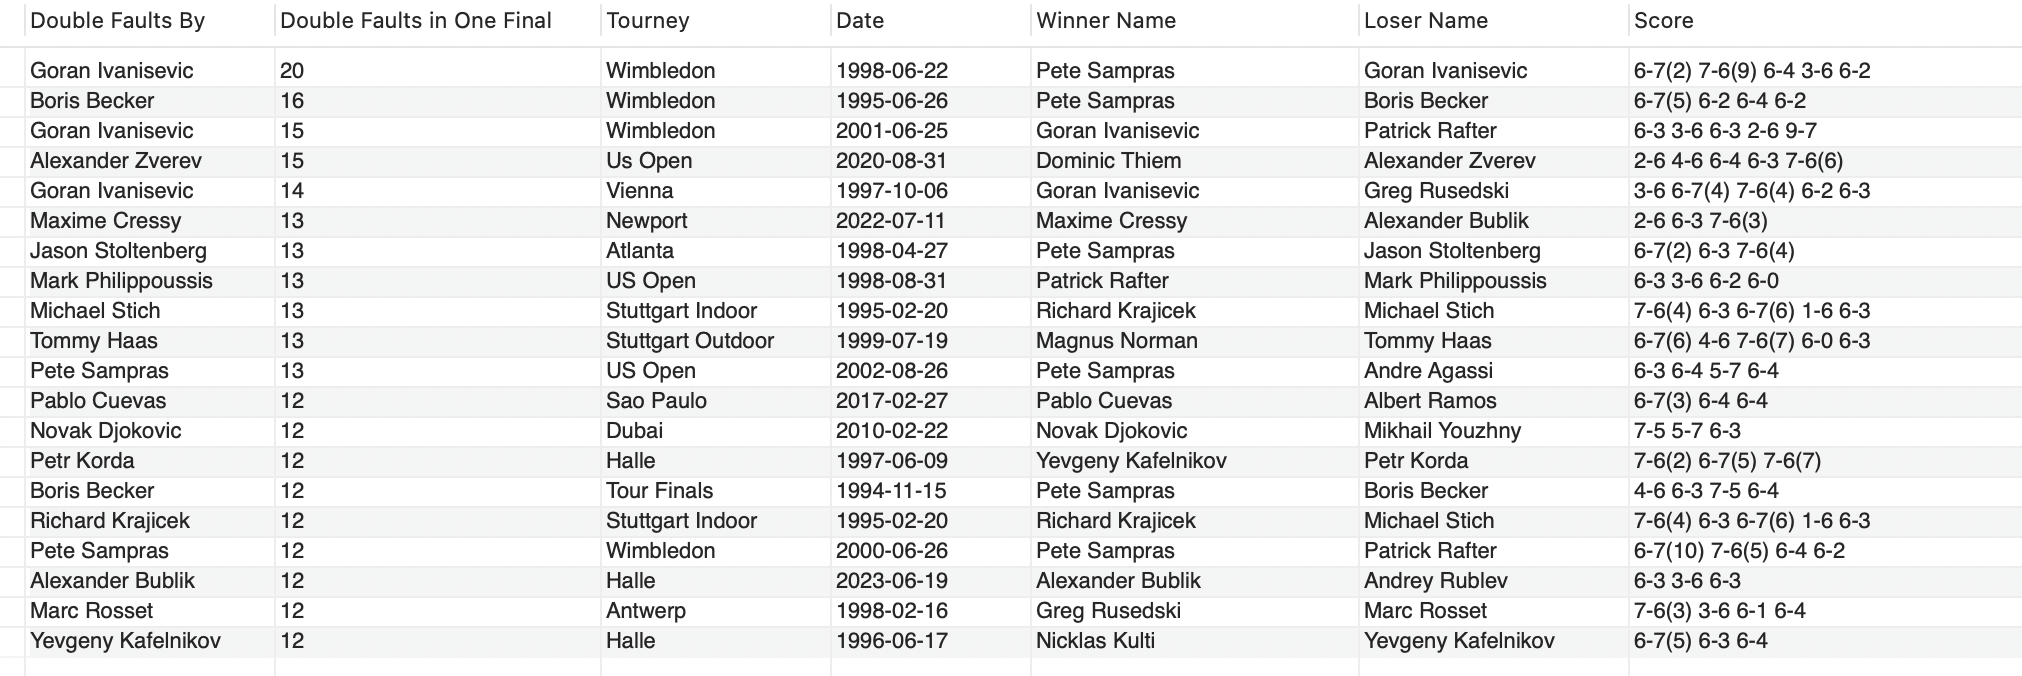 Double Faults By Double Faults in One Final Tourney Date Winner Name Loser Name Score
Goran Ivanisevic 20 Wimbledon 1998-06-22 Pete Sampras Goran Ivanisevic 6-7(2) 7-6(9) 6-4 3-6 6-2
Boris Becker 16 Wimbledon 1995-06-26 Pete Sampras Boris Becker 6-7(5) 6-2 6-4 6-2
Goran Ivanisevic 15 Wimbledon 2001-06-25 Goran Ivanisevic Patrick Rafter 6-3 3-6 6-3 2-6 9-7
Alexander Zverev 15 Us Open 2020-08-31 Dominic Thiem Alexander Zverev 2-6 4-6 6-4 6-3 7-6(6)
Goran Ivanisevic 14 Vienna 1997-10-06 Goran Ivanisevic Greg Rusedski 3-6 6-7(4) 7-6(4) 6-2 6-3
Maxime Cressy 13 Newport 2022-07-11 Maxime Cressy Alexander Bublik 2-6 6-3 7-6(3)
Jason Stoltenberg 13 Atlanta 1998-04-27 Pete Sampras Jason Stoltenberg 6-7(2) 6-3 7-6(4)
Mark Philippoussis 13 US Open 1998-08-31 Patrick Rafter Mark Philippoussis 6-3 3-6 6-2 6-0
Michael Stich 13 Stuttgart Indoor 1995-02-20 Richard Krajicek Michael Stich 7-6(4) 6-3 6-7(6) 1-6 6-3
Tommy Haas 13 Stuttgart Outdoor 1999-07-19 Magnus Norman Tommy Haas 6-7(6) 4-6 7-6(7) 6-0 6-3
Pete Sampras 13 US Open 2002-08-26 Pete Sampras Andre Agassi 6-3 6-4 5-7 6-4
Pablo Cuevas 12 Sao Paulo 2017-02-27 Pablo Cuevas Albert Ramos 6-7(3) 6-4 6-4
Novak Djokovic 12 Dubai 2010-02-22 Novak Djokovic Mikhail Youzhny 7-5 5-7 6-3
Petr Korda 12 Halle 1997-06-09 Yevgeny Kafelnikov Petr Korda 7-6(2) 6-7(5) 7-6(7)
Boris Becker 12 Tour Finals 1994-11-15 Pete Sampras Boris Becker 4-6 6-3 7-5 6-4
Richard Krajicek 12 Stuttgart Indoor 1995-02-20 Richard Krajicek Michael Stich 7-6(4) 6-3 6-7(6) 1-6 6-3
Pete Sampras 12 Wimbledon 2000-06-26 Pete Sampras Patrick Rafter 6-7(10) 7-6(5) 6-4 6-2
Alexander Bublik 12 Halle 2023-06-19 Alexander Bublik Andrey Rublev 6-3 3-6 6-3
Marc Rosset 12 Antwerp 1998-02-16 Greg Rusedski Marc Rosset 7-6(3) 3-6 6-1 6-4
Yevgeny Kafelnikov 12 Halle 1996-06-17 Nicklas Kulti Yevgeny Kafelnikov 6-7(5) 6-3 6-4